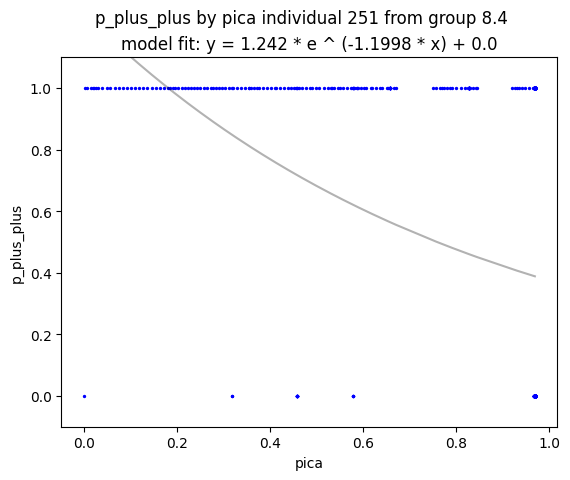 p_plus_plus by pica individual 251 from group 8.4
model fit: y = 1.242 * e ^ (-1.1998 * x) + 0.0
1.0
0.8
0.6
0.4
0.2
0.0
p_plus_plus
0.0 0.2 0.4 0.6 0.8 1.0
pica